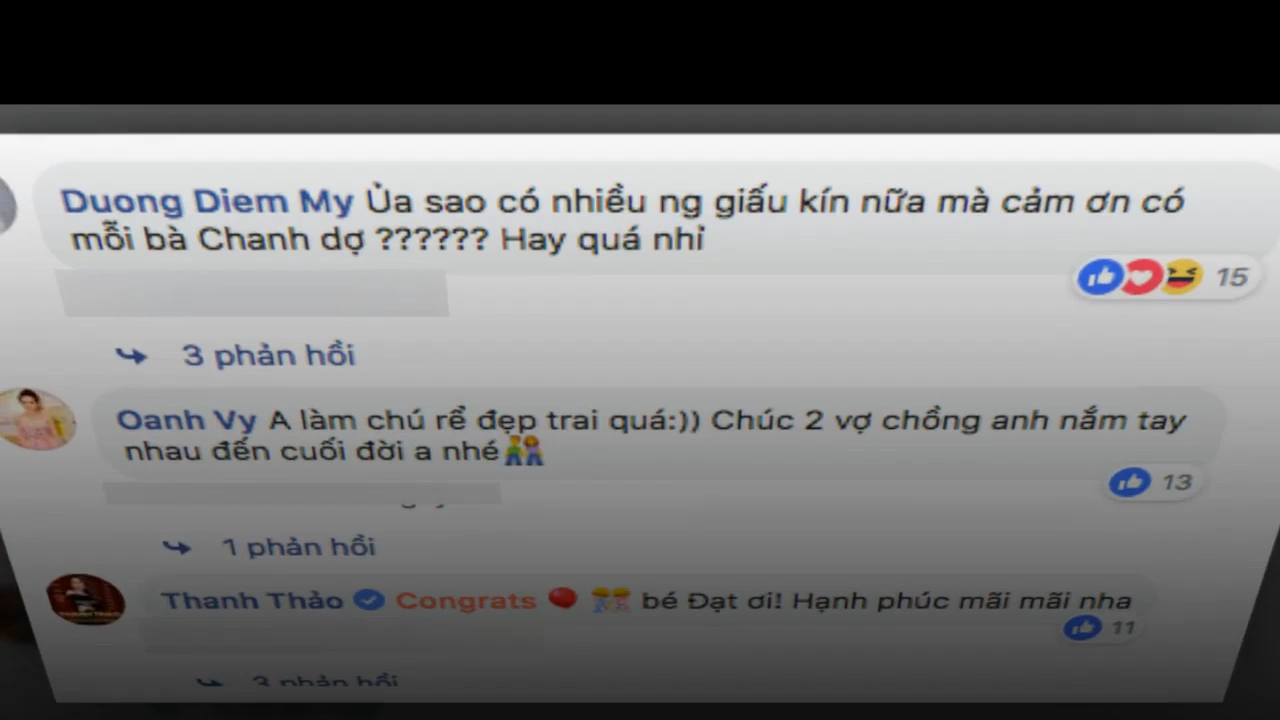 Duong Diem My Ủa sao có nhiều ng giấu kín nữa mà cảm ơn có
mỗi bà Chanh dợ ?????? Hay quá nhỉ
15
3 phản hồi
Oanh Vy A làm chú rể đẹp trai quá:)) Chúc 2 vợ chồng anh nắm tay
nhau đến cuối đời a nhé
13
1 phản hồi
Thanh Thảo Congrats bé Đạt ơi! Hạnh phúc mãi mãi nha
11
3 phản hồi